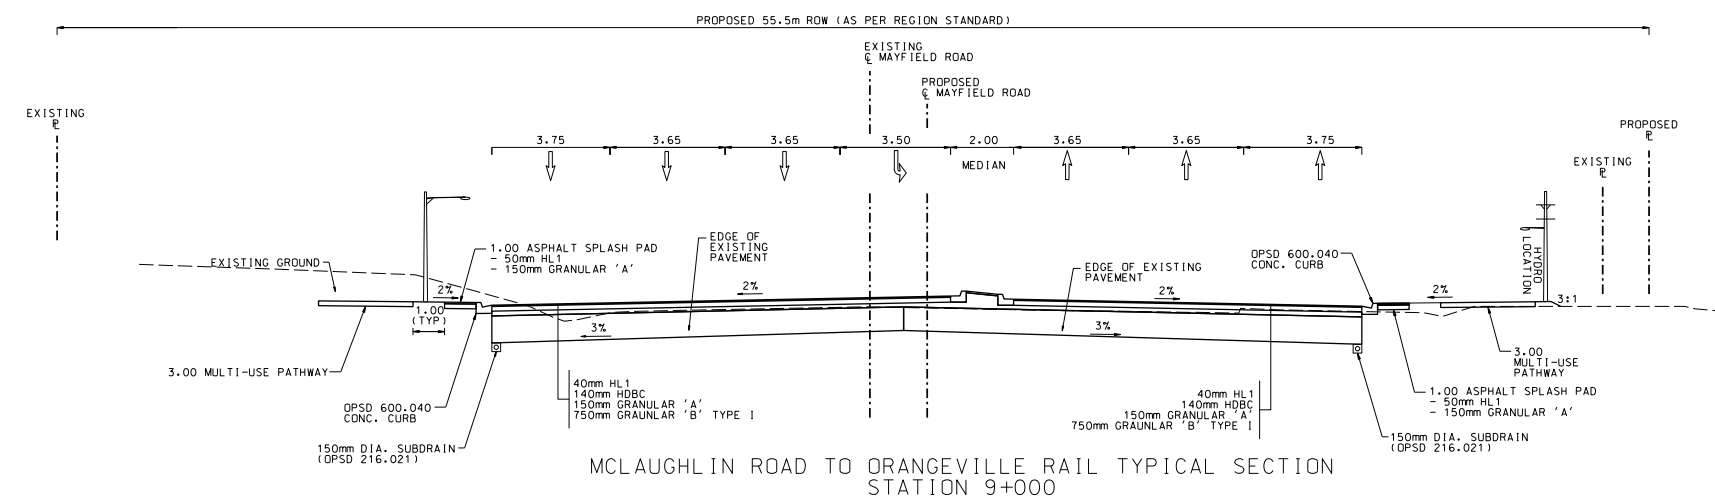 PROPOSED 55.5m ROW (AS PER REGION STANDARD)
EXISTING
℄ MAYFIELD ROAD
PROPOSED
℄ MAYFIELD ROAD
EXISTING
PL
PROPOSED
PL
EXISTING
PL
3.75
3.65
3.65
3.50
2.00
3.65
3.65
3.75
MEDIAN
1.00 ASPHALT SPLASH PAD
- 50mm HL1
- 150mm GRANULAR 'A'
EDGE OF
EXISTING
PAVEMENT
EDGE OF EXISTING
PAVEMENT
OPSD 600.040
CONC. CURB
HYDRO
LOCATION
EXISTING GROUND
2%
2%
2%
2%
3:1
1.00
(TYP)
3%
3%
3.00 MULTI-USE PATHWAY
3.00
MULTI-USE
PATHWAY
40mm HL1
140mm HDBC
150mm GRANULAR 'A'
750mm GRAUNLAR 'B' TYPE I
40mm HL1
140mm HDBC
150mm GRANULAR 'A'
750mm GRAUNLAR 'B' TYPE I
1.00 ASPHALT SPLASH PAD
- 50mm HL1
- 150mm GRANULAR 'A'
OPSD 600.040
CONC. CURB
150mm DIA. SUBDRAIN
(OPSD 216.021)
150mm DIA. SUBDRAIN
(OPSD 216.021)
MCLAUGHLIN ROAD TO ORANGEVILLE RAIL TYPICAL SECTION
STATION 9+000